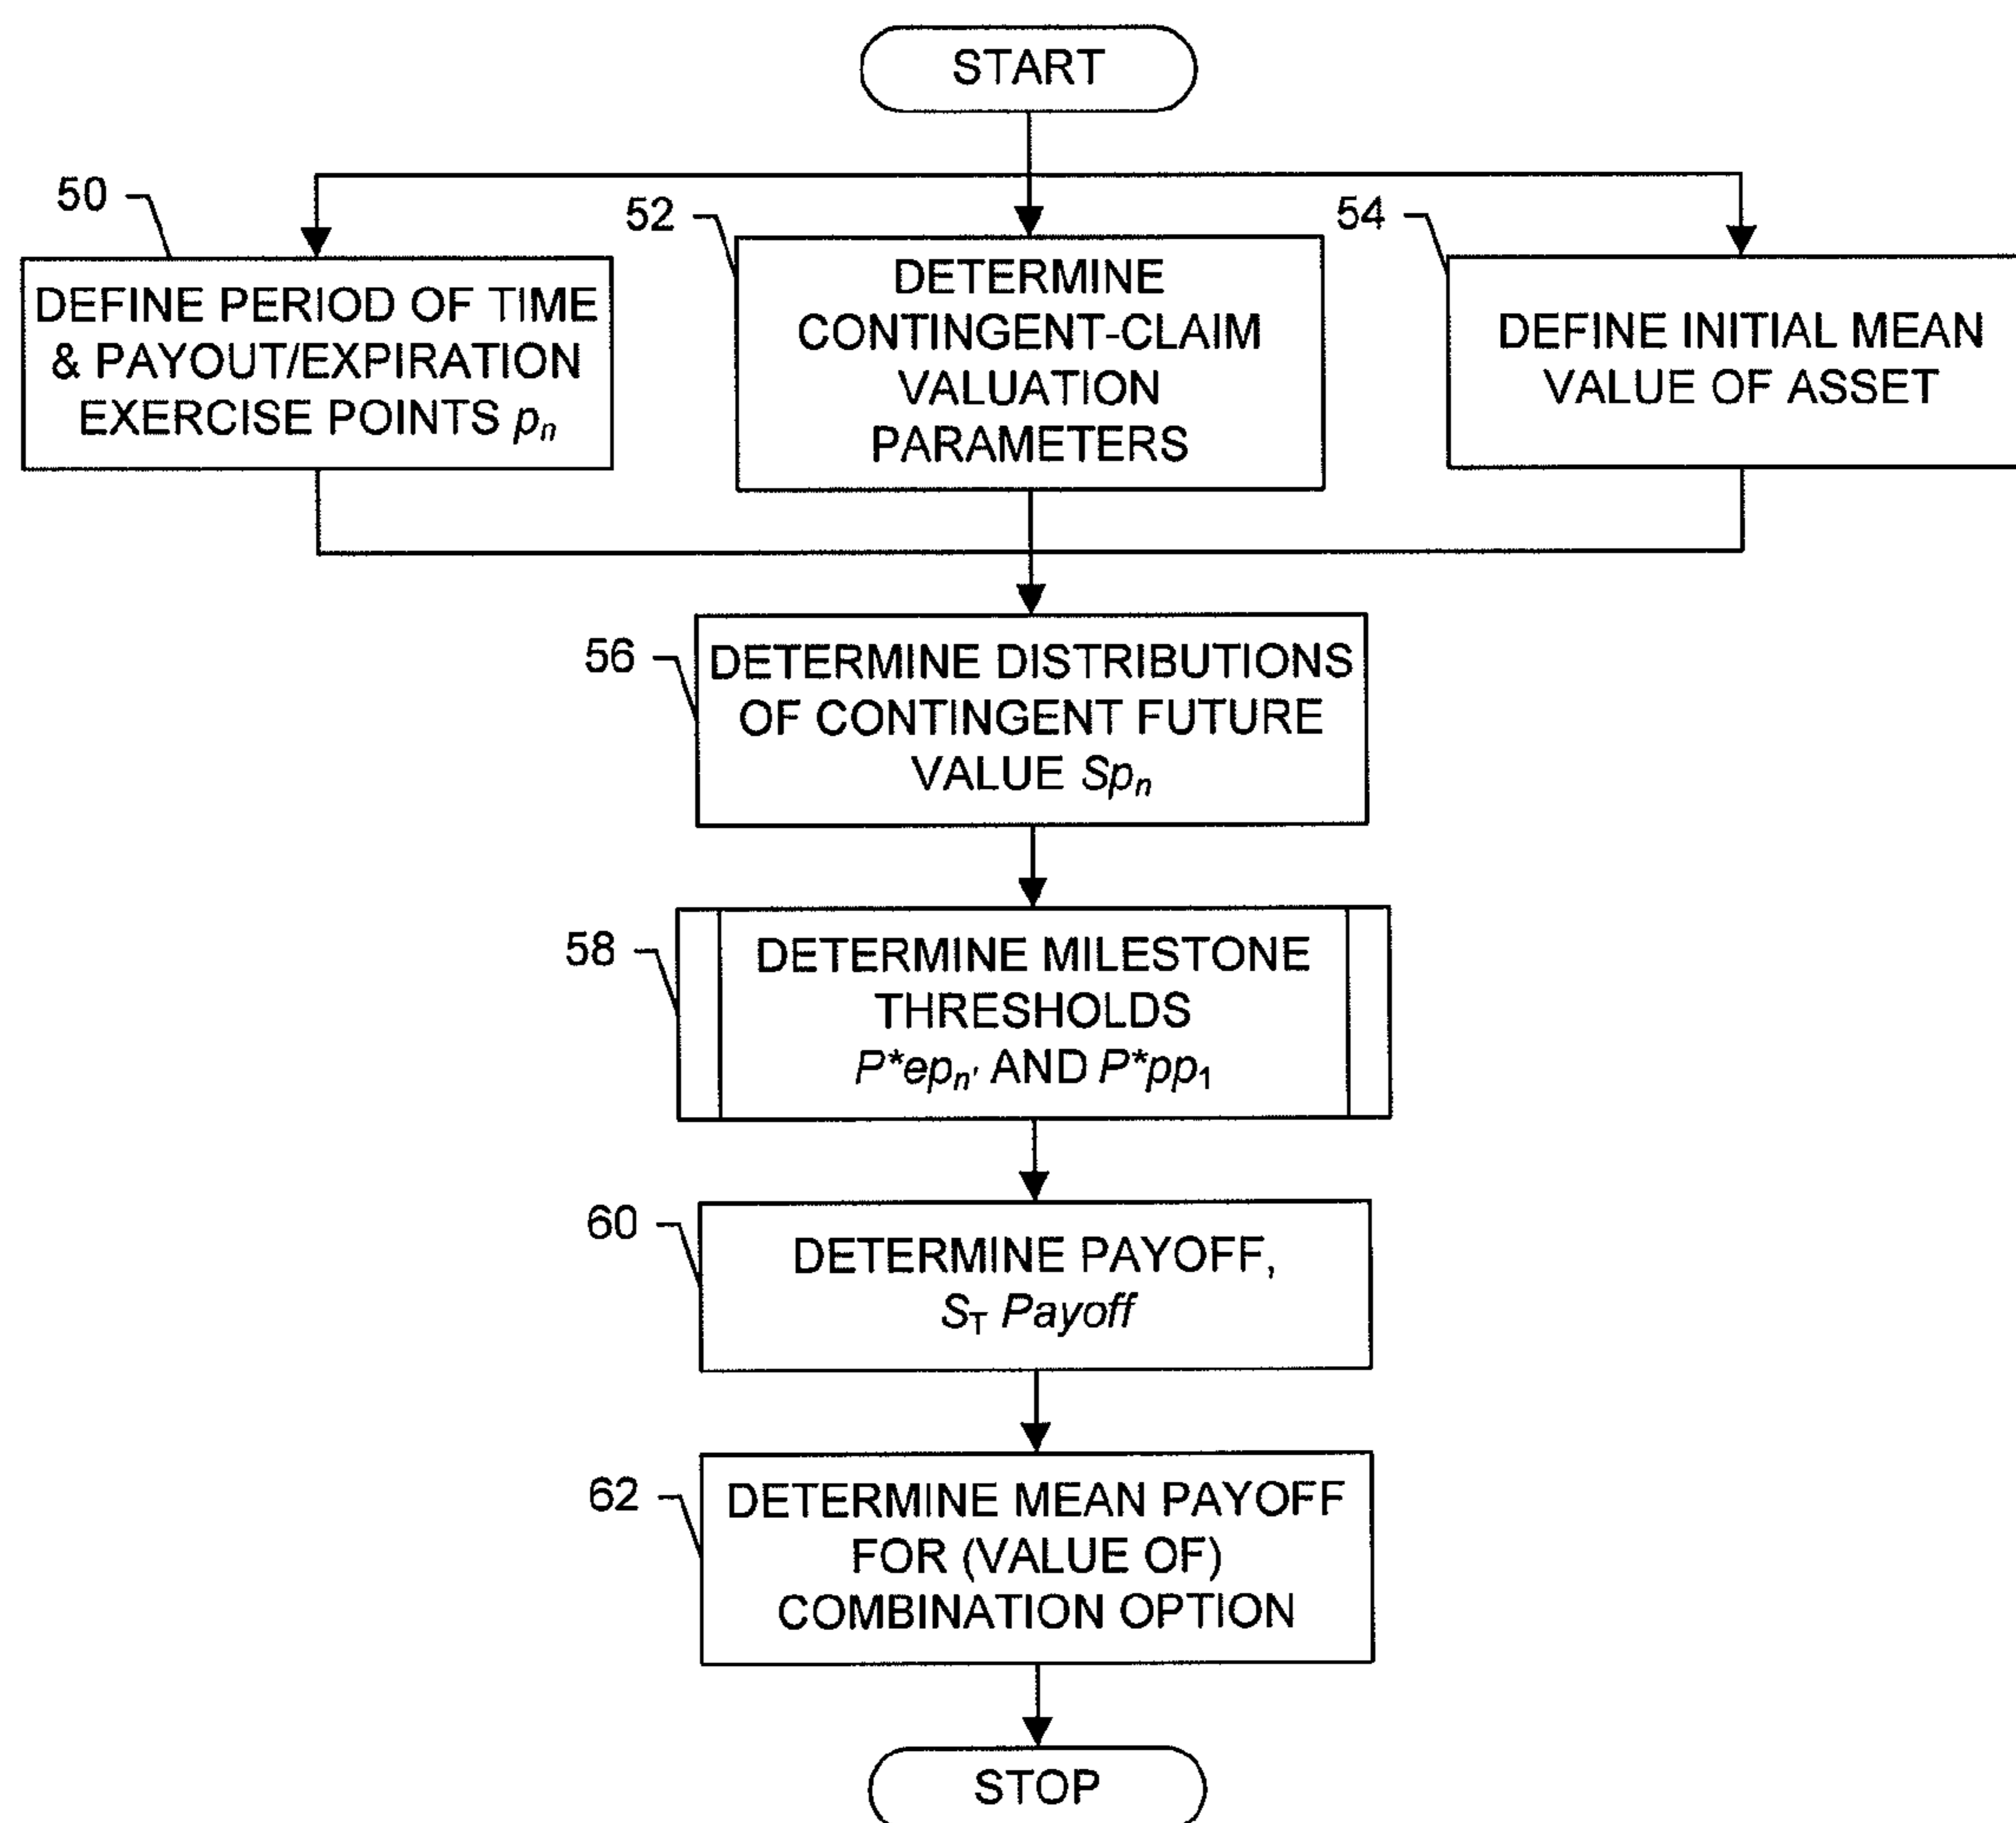 START
50
DEFINE PERIOD OF TIME
& PAYOUT/EXPIRATION
EXERCISE POINTS pₙ
52
DETERMINE
CONTINGENT-CLAIM
VALUATION
PARAMETERS
54
DEFINE INITIAL MEAN
VALUE OF ASSET
56
DETERMINE DISTRIBUTIONS
OF CONTINGENT FUTURE
VALUE Spₙ
58
DETERMINE MILESTONE
THRESHOLDS
P*epₙ' AND P*pp₁
60
DETERMINE PAYOFF,
S_T Payoff
62
DETERMINE MEAN PAYOFF
FOR (VALUE OF)
COMBINATION OPTION
STOP